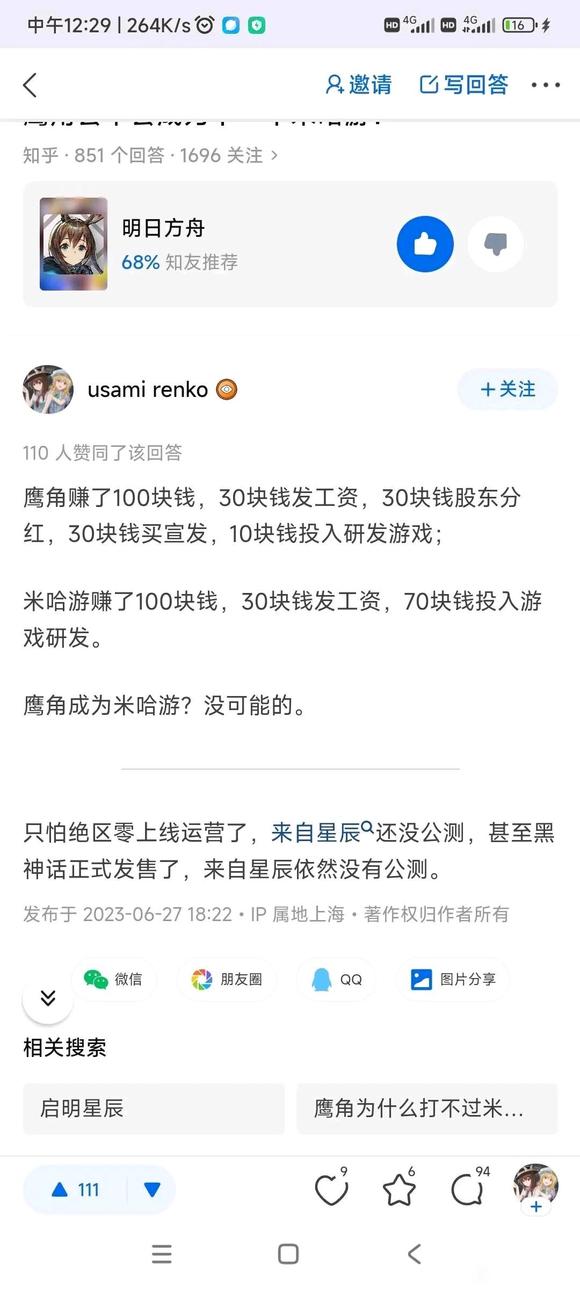 中午12:29 | 264K/s
HD 4G HD 4G 16
邀请 写回答
知乎 · 851 个回答 · 1696 关注 >
明日方舟
68% 知友推荐
usami renko
+关注
110 人赞同了该回答
鹰角赚了100块钱，30块钱发工资，30块钱股东分
红，30块钱买宣发，10块钱投入研发游戏；
米哈游赚了100块钱，30块钱发工资，70块钱投入游
戏研发。
鹰角成为米哈游？没可能的。
只怕绝区零上线运营了，来自星辰还没公测，甚至黑
神话正式发售了，来自星辰依然没有公测。
发布于 2023-06-27 18:22 · IP 属地上海 · 著作权归作者所有
微信 朋友圈 QQ 图片分享
相关搜索
启明星辰 鹰角为什么打不过米...
111 9 6 94